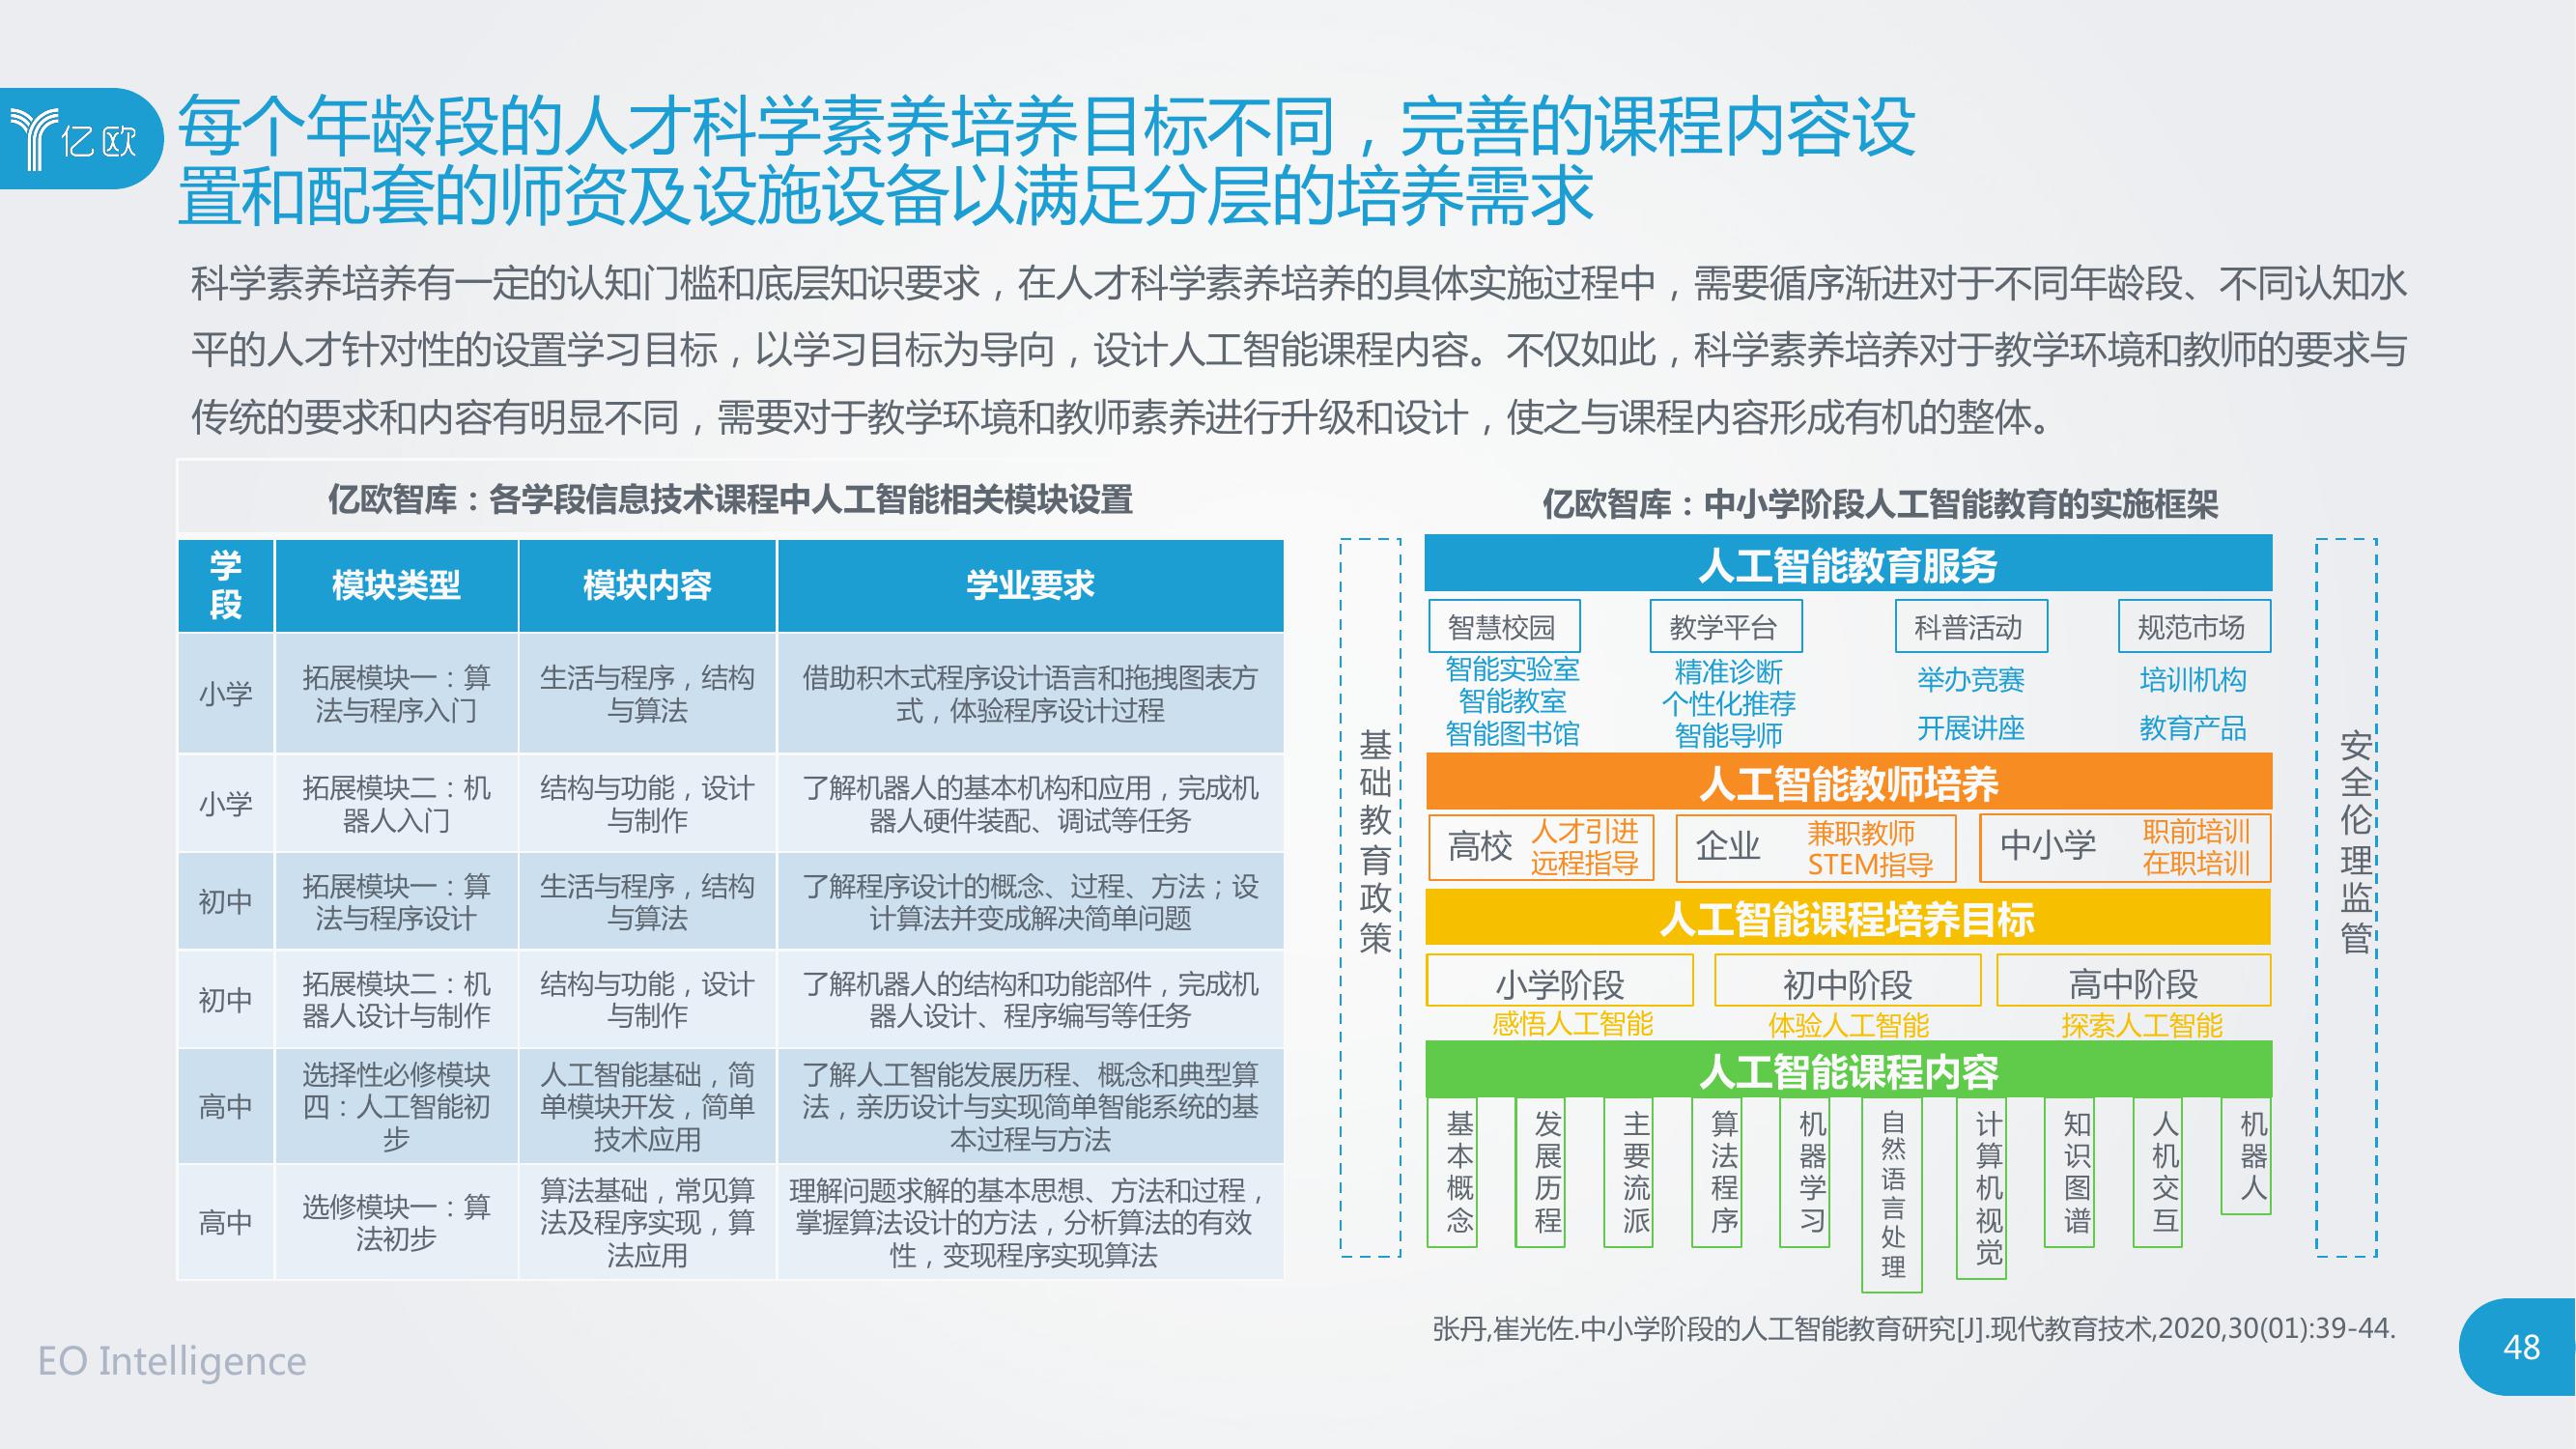 亿欧
每个年龄段的人才科学素养培养目标不同，完善的课程内容设
置和配套的师资及设施设备以满足分层的培养需求
科学素养培养有一定的认知门槛和底层知识要求，在人才科学素养培养的具体实施过程中，需要循序渐进对于不同年龄段、不同认知水
平的人才针对性的设置学习目标，以学习目标为导向，设计人工智能课程内容。不仅如此，科学素养培养对于教学环境和教师的要求与
传统的要求和内容有明显不同，需要对于教学环境和教师素养进行升级和设计，使之与课程内容形成有机的整体。
亿欧智库：各学段信息技术课程中人工智能相关模块设置
学
段
模块类型
模块内容
学业要求
小学
拓展模块一：算
法与程序入门
生活与程序，结构
与算法
借助积木式程序设计语言和拖拽图表方
式，体验程序设计过程
小学
拓展模块二：机
器人入门
结构与功能，设计
与制作
了解机器人的基本机构和应用，完成机
器人硬件装配、调试等任务
初中
拓展模块一：算
法与程序设计
生活与程序，结构
与算法
了解程序设计的概念、过程、方法；设
计算法并变成解决简单问题
初中
拓展模块二：机
器人设计与制作
结构与功能，设计
与制作
了解机器人的结构和功能部件，完成机
器人设计、程序编写等任务
高中
选择性必修模块
四：人工智能初
步
人工智能基础，简
单模块开发，简单
技术应用
了解人工智能发展历程、概念和典型算
法，亲历设计与实现简单智能系统的基
本过程与方法
高中
选修模块一：算
法初步
算法基础，常见算
法及程序实现，算
法应用
理解问题求解的基本思想、方法和过程，
掌握算法设计的方法，分析算法的有效
性，变现程序实现算法
亿欧智库：中小学阶段人工智能教育的实施框架
基础教育政策
人工智能教育服务
智慧校园
智能实验室
智能教室
智能图书馆
教学平台
精准诊断
个性化推荐
智能导师
科普活动
举办竞赛
开展讲座
规范市场
培训机构
教育产品
人工智能教师培养
高校
人才引进
远程指导
企业
兼职教师
STEM指导
中小学
职前培训
在职培训
人工智能课程培养目标
小学阶段
感悟人工智能
初中阶段
体验人工智能
高中阶段
探索人工智能
人工智能课程内容
基本概念
发展历程
主要流派
算法程序
机器学习
自然语言处理
计算机视觉
知识图谱
人机交互
机器人
安全伦理监管
张丹,崔光佐.中小学阶段的人工智能教育研究[J].现代教育技术,2020,30(01):39-44.
EO Intelligence
48